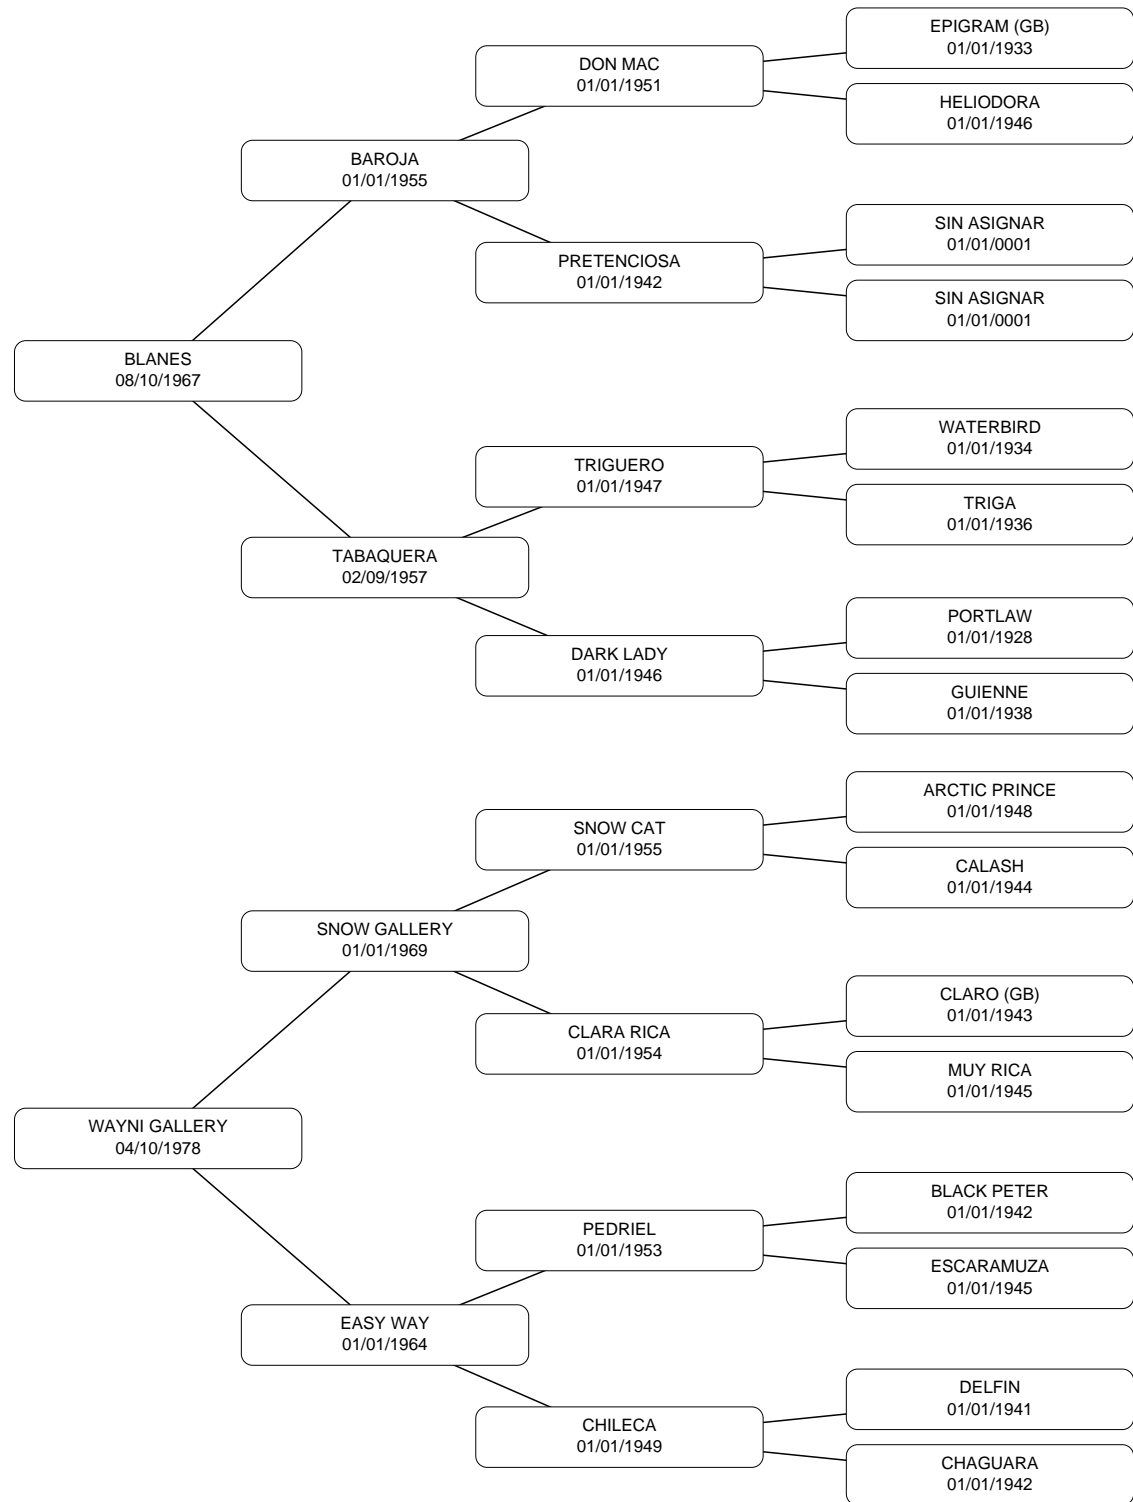 EPIGRAM (GB)
01/01/1933
DON MAC
01/01/1951
HELIODORA
01/01/1946
BAROJA
01/01/1955
SIN ASIGNAR
01/01/0001
PRETENCIOSA
01/01/1942
SIN ASIGNAR
01/01/0001
BLANES
08/10/1967
WATERBIRD
01/01/1934
TRIGUERO
01/01/1947
TRIGA
01/01/1936
TABAQUERA
02/09/1957
PORTLAW
01/01/1928
DARK LADY
01/01/1946
GUIENNE
01/01/1938
ARCTIC PRINCE
01/01/1948
SNOW CAT
01/01/1955
CALASH
01/01/1944
SNOW GALLERY
01/01/1969
CLARO (GB)
01/01/1943
CLARA RICA
01/01/1954
MUY RICA
01/01/1945
WAYNI GALLERY
04/10/1978
BLACK PETER
01/01/1942
PEDRIEL
01/01/1953
ESCARAMUZA
01/01/1945
EASY WAY
01/01/1964
DELFIN
01/01/1941
CHILECA
01/01/1949
CHAGUARA
01/01/1942